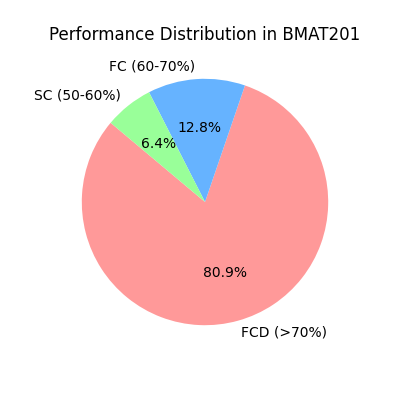 Performance Distribution in BMAT201
FC (60-70%)
SC (50-60%)
12.8%
6.4%
80.9%
FCD (>70%)